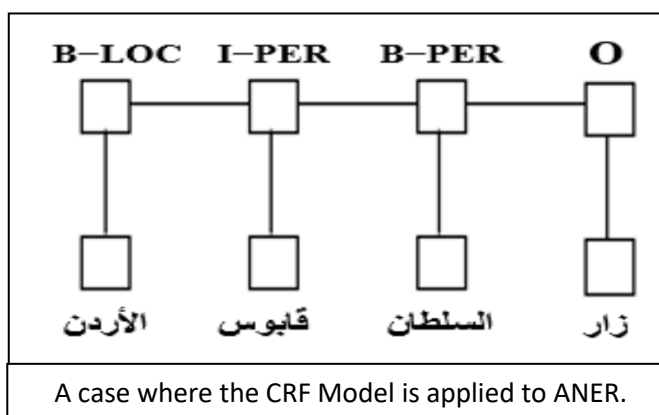 B-LOC I-PER B-PER O
زار السلطان قابوس الأردن
A case where the CRF Model is applied to ANER.